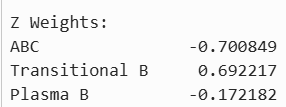 Z Weights:
ABC -0.700849
Transitional B 0.692217
Plasma B -0.172182